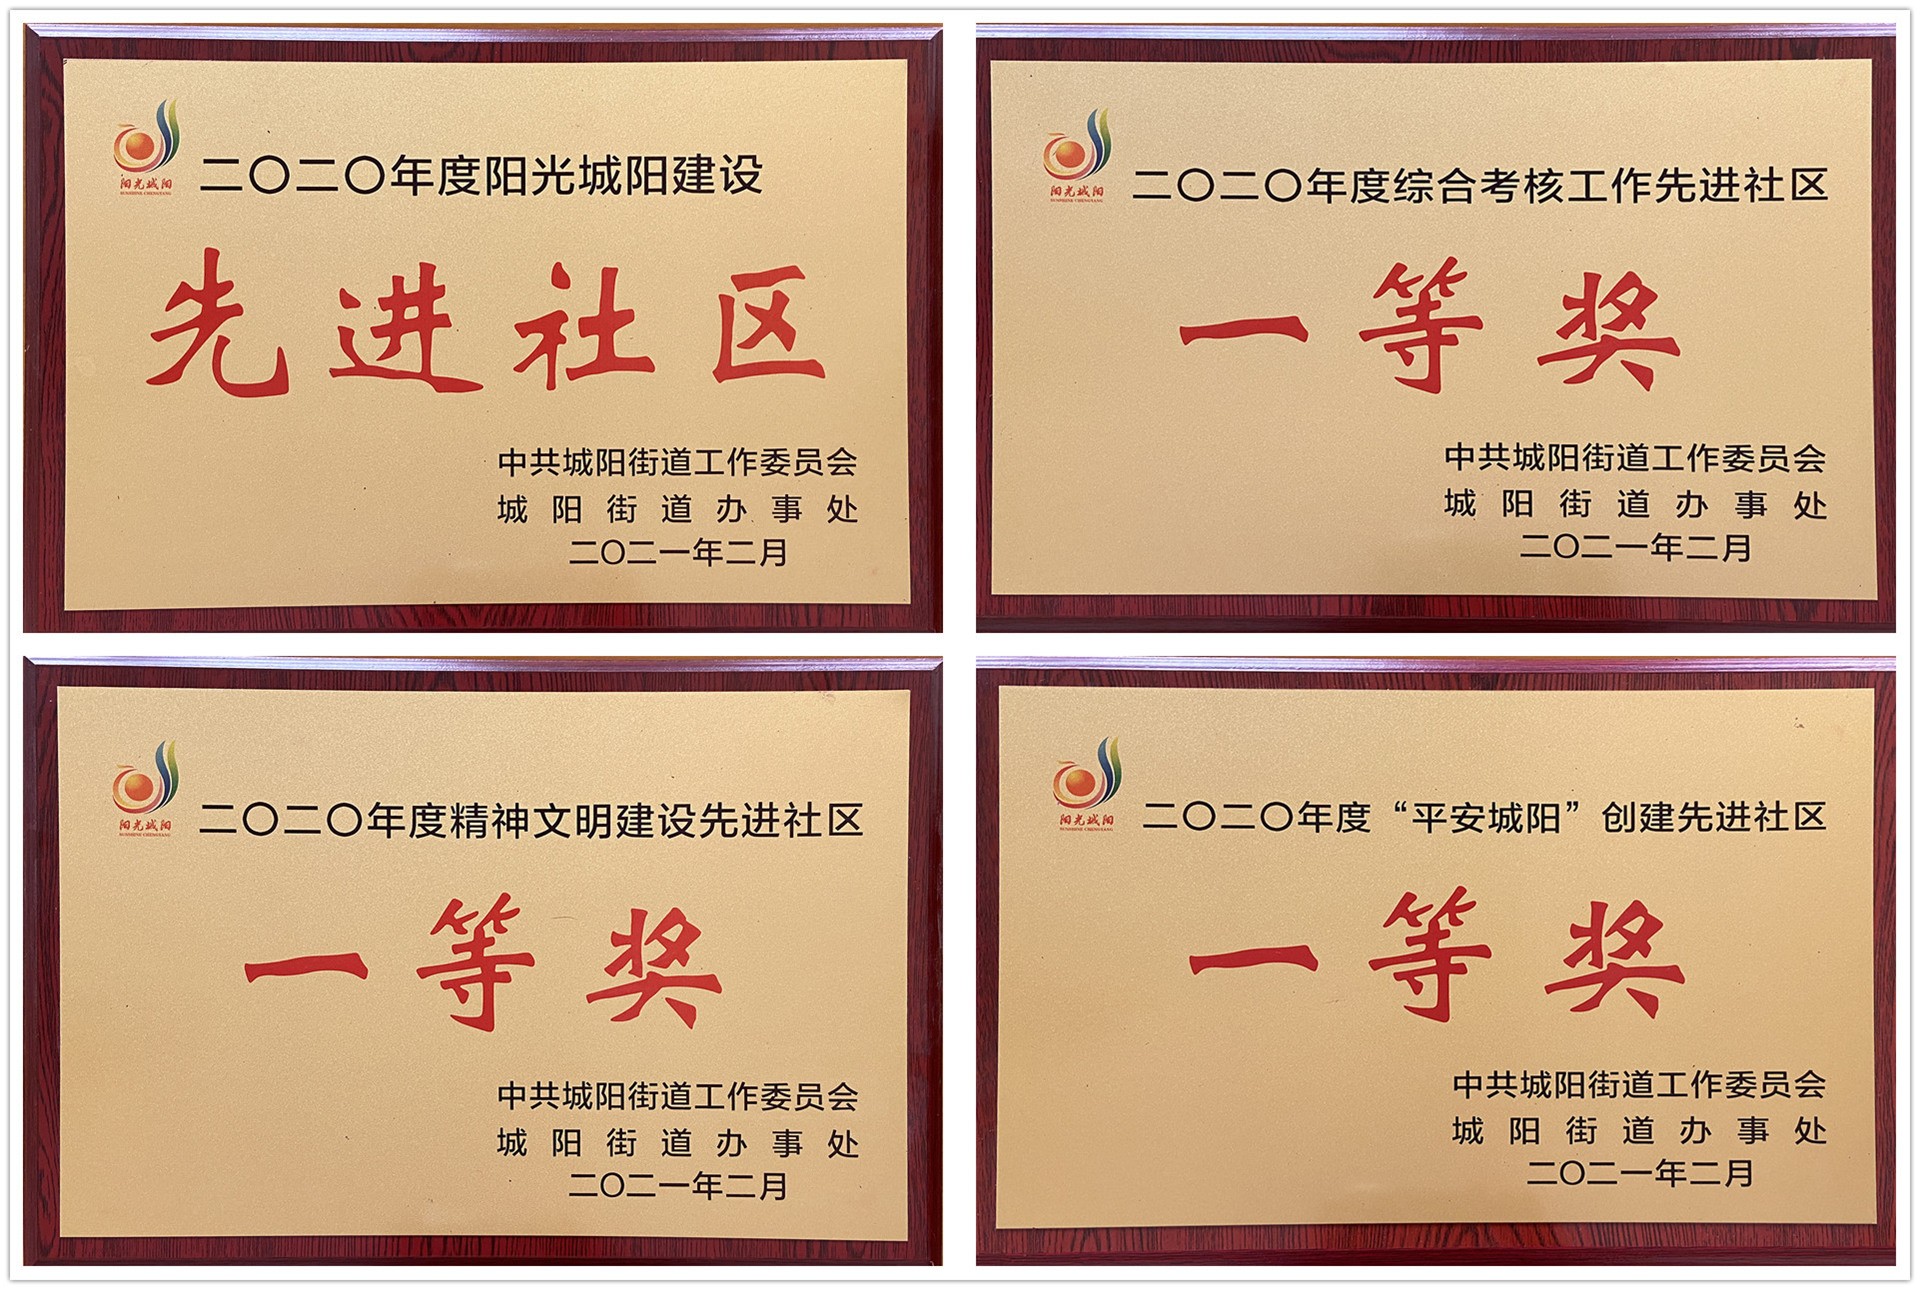 阳光城阳
SUNSHINE CHENGYANG
二〇二〇年度阳光城阳建设
先进社区
中共城阳街道工作委员会
城阳街道办事处
二〇二一年二月
阳光城阳
SUNSHINE CHENGYANG
二〇二〇年度综合考核工作先进社区
一等奖
中共城阳街道工作委员会
城阳街道办事处
二〇二一年二月
阳光城阳
SUNSHINE CHENGYANG
二〇二〇年度精神文明建设先进社区
一等奖
中共城阳街道工作委员会
城阳街道办事处
二〇二一年二月
阳光城阳
SUNSHINE CHENGYANG
二〇二〇年度“平安城阳”创建先进社区
一等奖
中共城阳街道工作委员会
城阳街道办事处
二〇二一年二月